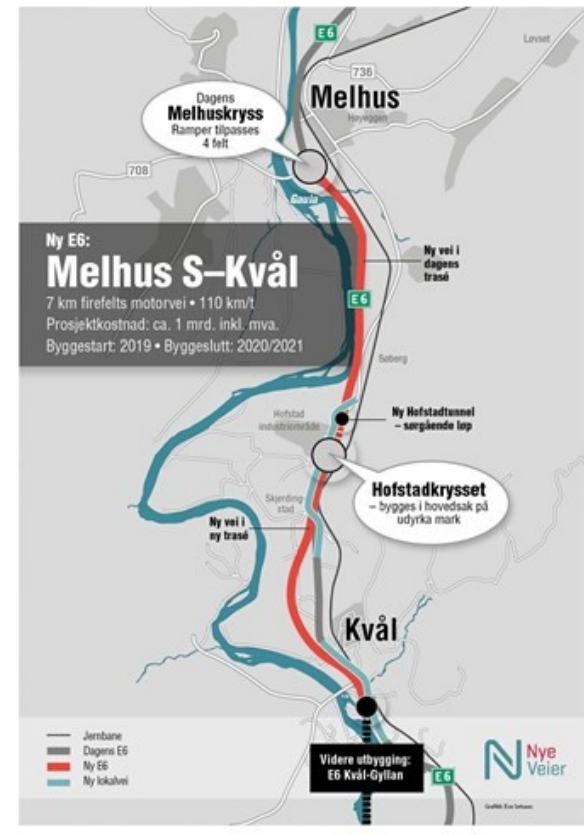 E6
Løvset
736
Dagens
Melhuskryss
Ramper tilpasses
4 felt
Melhus
Høyeggen
708
Gaula
Ny E6:
Melhus S–Kvål
7 km firefelts motorvei • 110 km/t
Prosjektkostnad: ca. 1 mrd. inkl. mva.
Byggestart: 2019 • Byggeslutt: 2020/2021
Ny vei i
dagens
trasé
E6
Søberg
Hofstad
industriområde
Ny Hofstadtunnel
– sørgående løp
Hofstadkrysset
– bygges i hovedsak på
udyrka mark
Skjerding-
stad
Ny vei i
ny trasé
Kvål
Jernbane
Dagens E6
Ny E6
Ny lokalvei
Videre utbygging:
E6 Kvål-Gyllan
E6
Nye
Veier